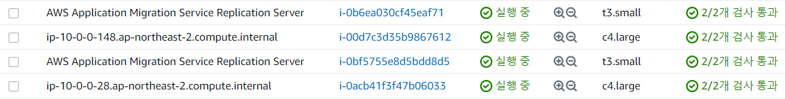 AWS Application Migration Service Replication Server i-0b6ea030cf45eaf71 실행 중 t3.small 2/2개 검사 통과
ip-10-0-0-148.ap-northeast-2.compute.internal i-00d7c3d35b9867612 실행 중 c4.large 2/2개 검사 통과
AWS Application Migration Service Replication Server i-0bf5755e8d5bdd8d5 실행 중 t3.small 2/2개 검사 통과
ip-10-0-0-28.ap-northeast-2.compute.internal i-0acb41f3f47b06033 실행 중 c4.large 2/2개 검사 통과